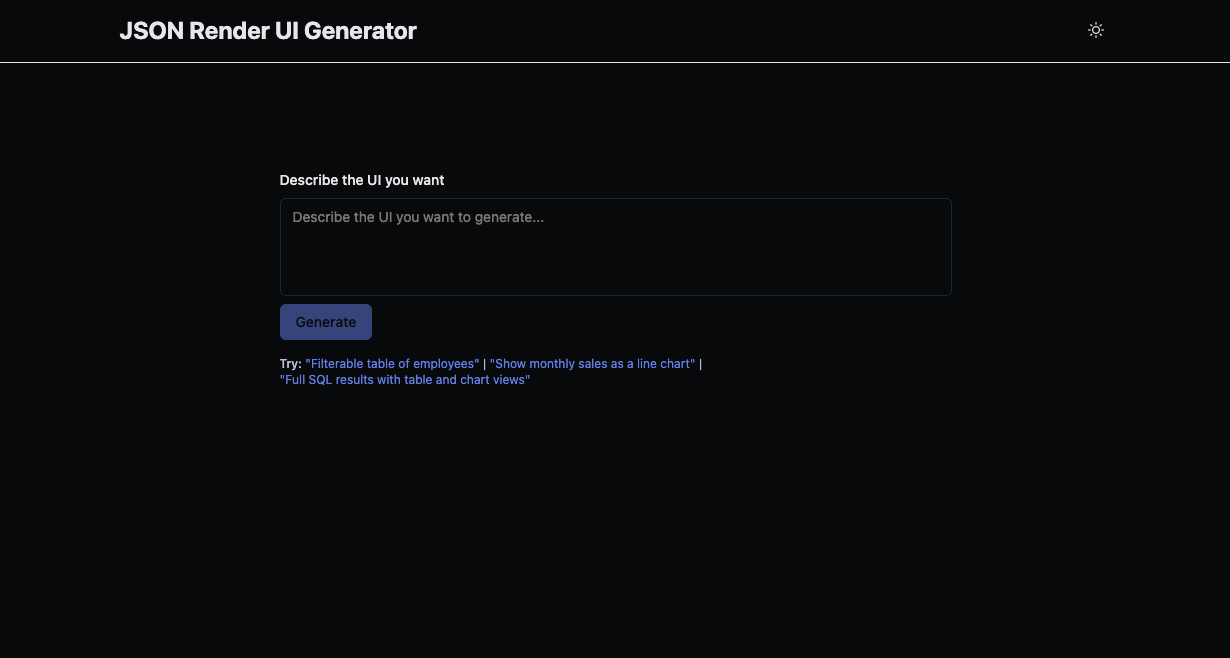 JSON Render UI Generator
Describe the UI you want
Describe the UI you want to generate...
Generate
Try: "Filterable table of employees" | "Show monthly sales as a line chart" |
"Full SQL results with table and chart views"